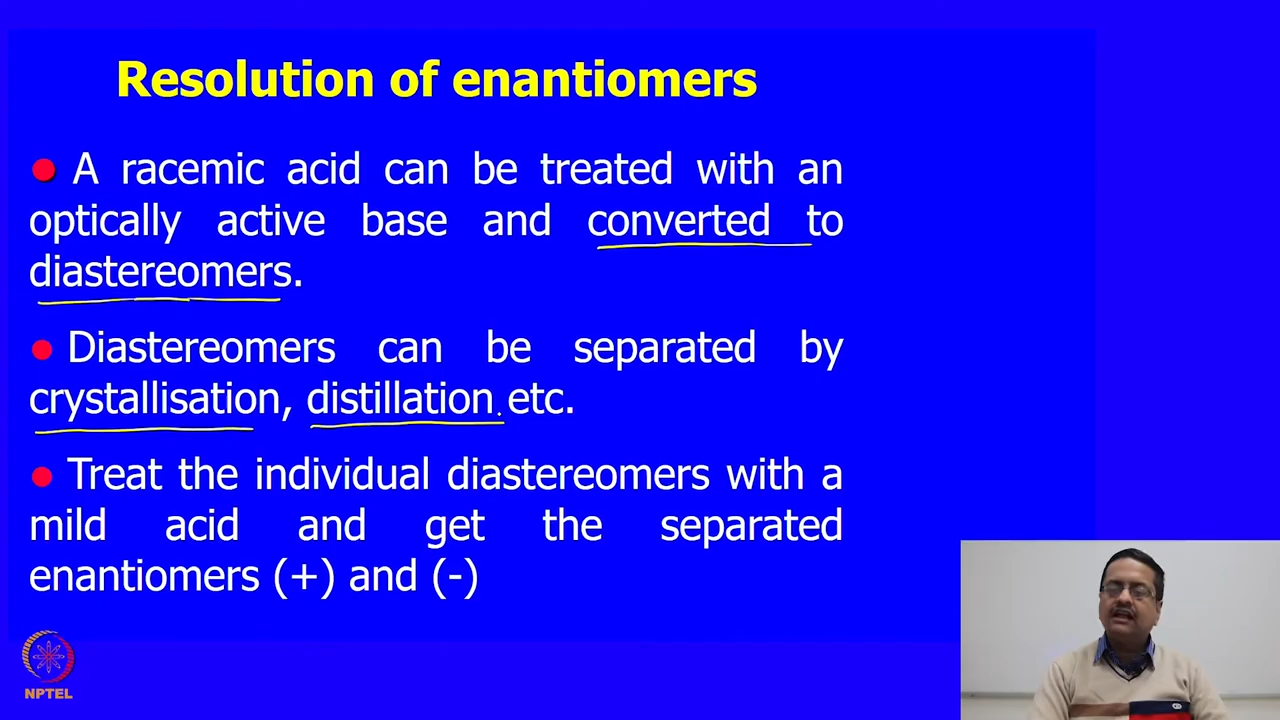 Resolution of enantiomers
● A racemic acid can be treated with an
optically active base and converted to
diastereomers.
● Diastereomers can be separated by
crystallisation, distillation etc.
● Treat the individual diastereomers with a
mild acid and get the separated
enantiomers (+) and (-)
NPTEL